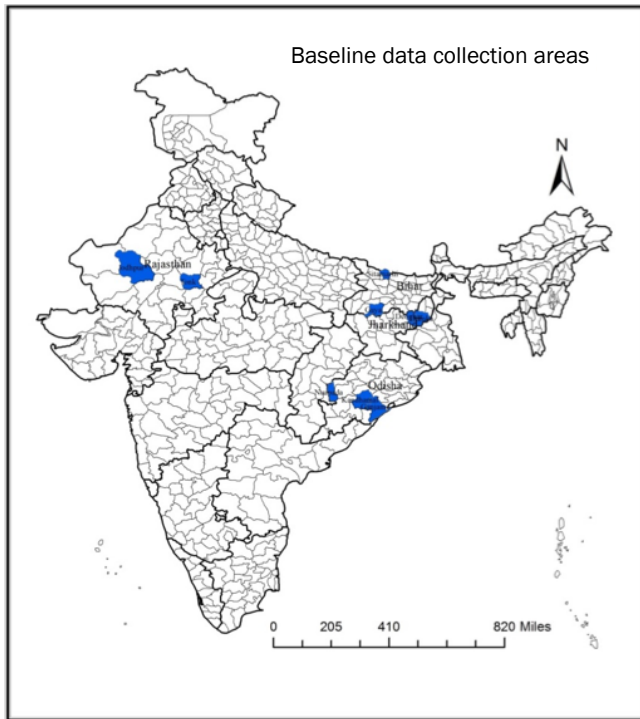 Baseline data collection areas
N
Rajasthan
Bihar
Jharkhand
Odisha
0 205 410 820 Miles